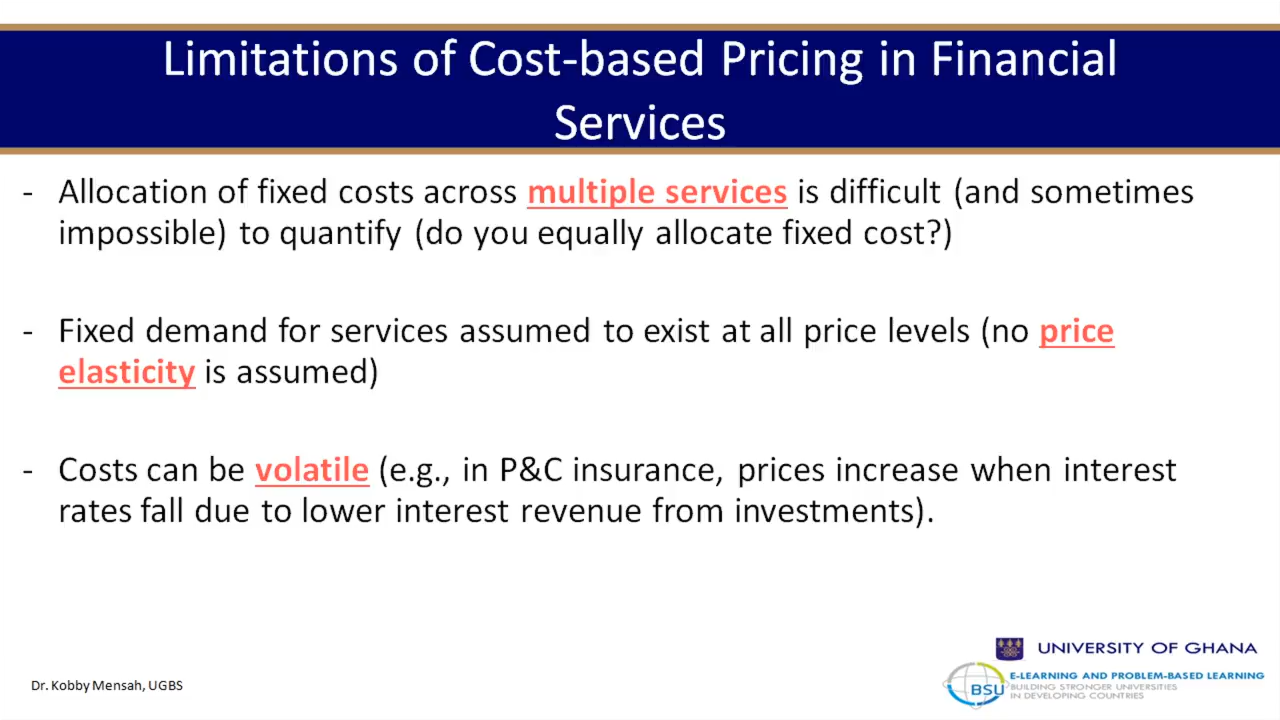 Limitations of Cost-based Pricing in Financial
Services
- Allocation of fixed costs across multiple services is difficult (and sometimes
impossible) to quantify (do you equally allocate fixed cost?)
- Fixed demand for services assumed to exist at all price levels (no price
elasticity is assumed)
- Costs can be volatile (e.g., in P&C insurance, prices increase when interest
rates fall due to lower interest revenue from investments).
UNIVERSITY OF GHANA
Dr. Kobby Mensah, UGBS
BSU
E-LEARNING AND PROBLEM-BASED LEARNING
BUILDING STRONGER UNIVERSITIES
IN DEVELOPING COUNTRIES